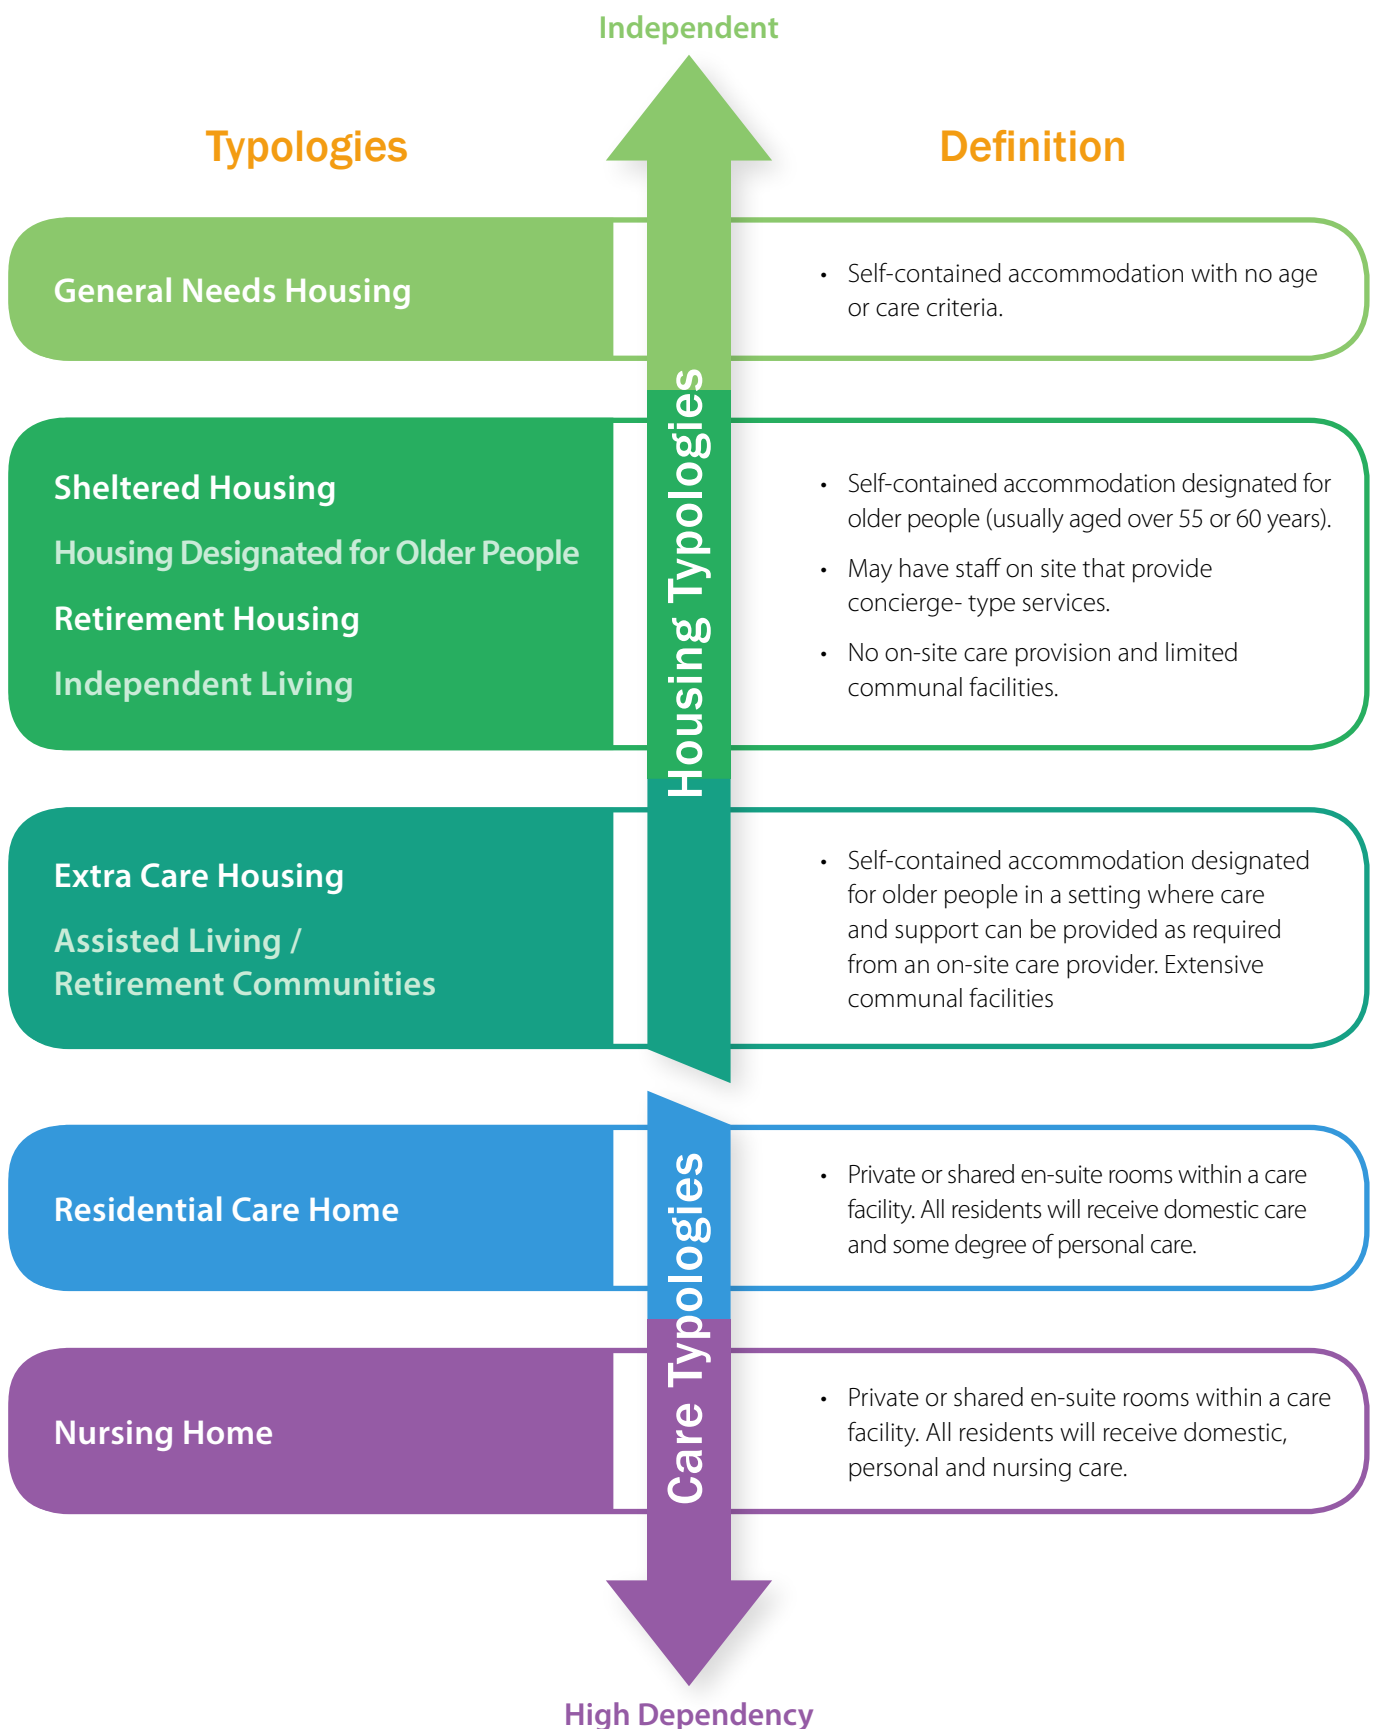 Independent
Typologies
Definition
General Needs Housing
• Self-contained accommodation with no age
or care criteria.
Housing Typologies
Sheltered Housing
Housing Designated for Older People
Retirement Housing
Independent Living
• Self-contained accommodation designated for
older people (usually aged over 55 or 60 years).
• May have staff on site that provide
concierge- type services.
• No on-site care provision and limited
communal facilities.
Extra Care Housing
Assisted Living /
Retirement Communities
• Self-contained accommodation designated
for older people in a setting where care
and support can be provided as required
from an on-site care provider. Extensive
communal facilities
Care Typologies
Residential Care Home
• Private or shared en-suite rooms within a care
facility. All residents will receive domestic care
and some degree of personal care.
Nursing Home
• Private or shared en-suite rooms within a care
facility. All residents will receive domestic,
personal and nursing care.
High Dependency